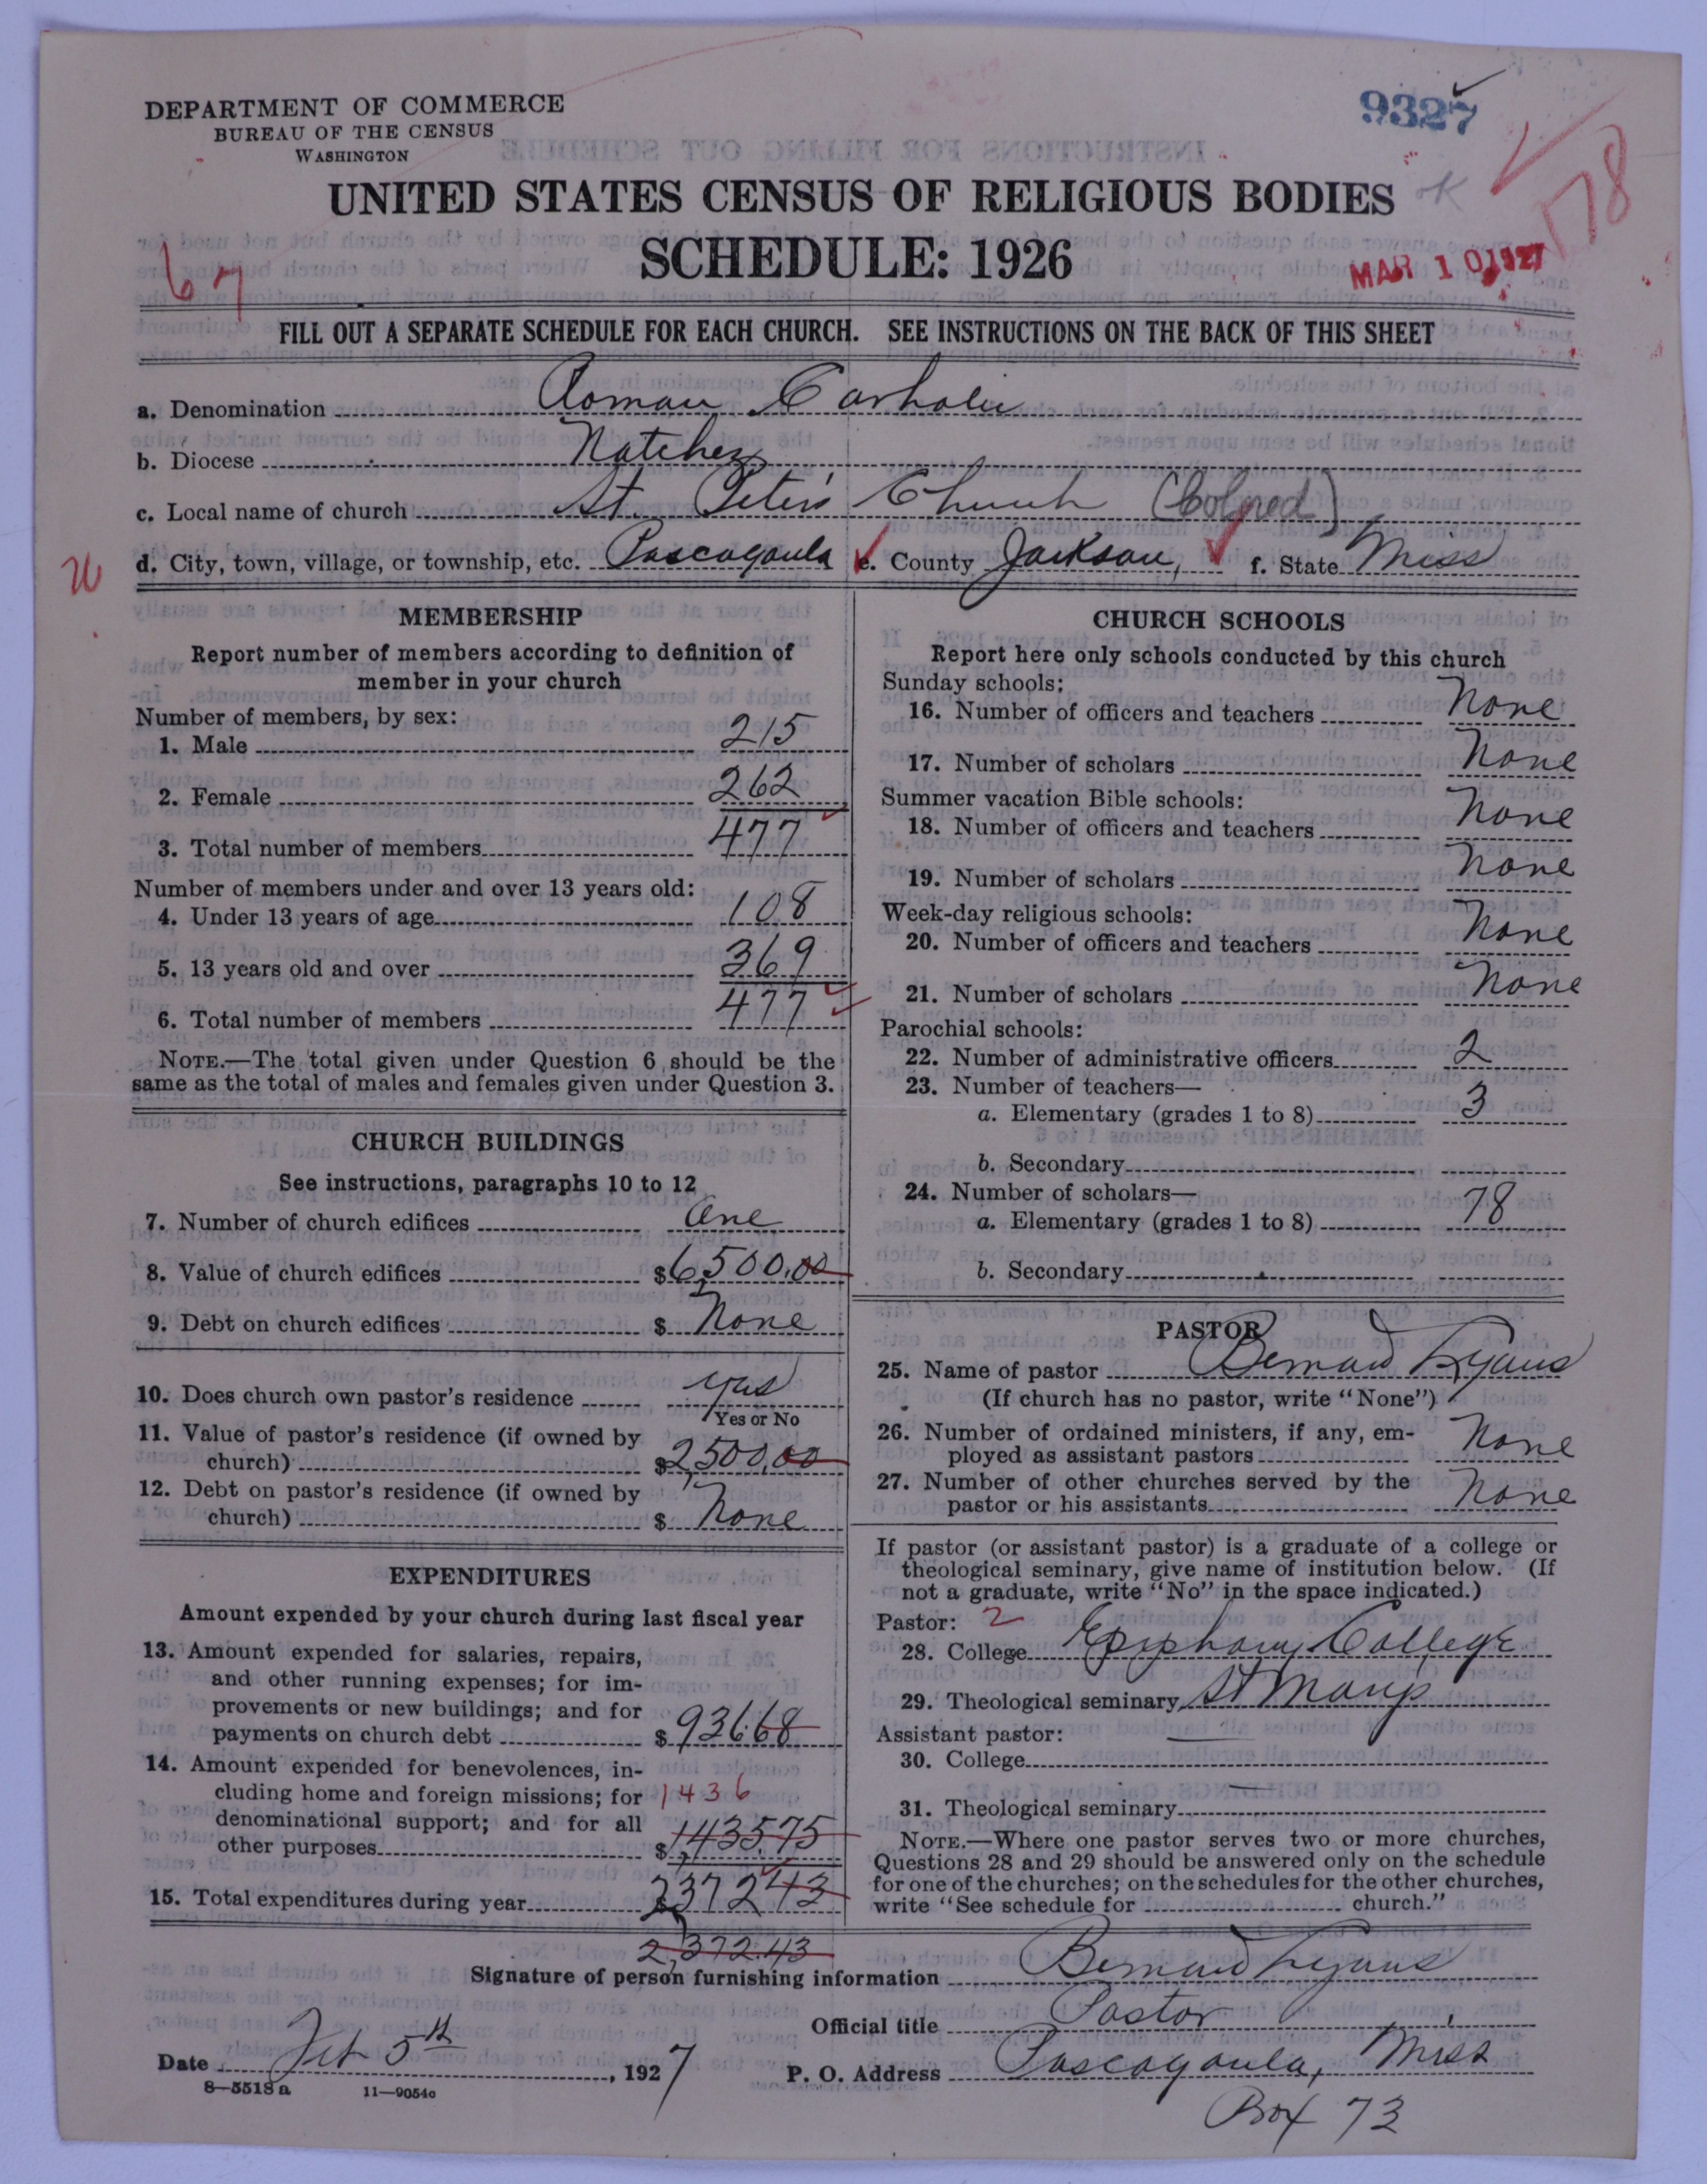 DEPARTMENT OF COMMERCE
BUREAU OF THE CENSUS
WASHINGTON
9327
OK
178
UNITED STATES CENSUS OF RELIGIOUS BODIES
SCHEDULE: 1926
67
MAR 10 1927
FILL OUT A SEPARATE SCHEDULE FOR EACH CHURCH. SEE INSTRUCTIONS ON THE BACK OF THIS SHEET
a. Denomination Roman Catholic
b. Diocese Natchez
c. Local name of church St. Peter's Church (Colored)
d. City, town, village, or township, etc. Pascagoula e. County Jackson, f. State Miss
MEMBERSHIP
Report number of members according to definition of
member in your church
Number of members, by sex:
1. Male 215
2. Female 262
3. Total number of members 477
Number of members under and over 13 years old:
4. Under 13 years of age 108
5. 13 years old and over 369
6. Total number of members 477
NOTE.—The total given under Question 6 should be the
same as the total of males and females given under Question 3.
CHURCH BUILDINGS
See instructions, paragraphs 10 to 12
7. Number of church edifices One
8. Value of church edifices $6,500.00
9. Debt on church edifices $ None
10. Does church own pastor's residence yes
Yes or No
11. Value of pastor's residence (if owned by
church) $2,500.00
12. Debt on pastor's residence (if owned by
church) $ None
EXPENDITURES
Amount expended by your church during last fiscal year
13. Amount expended for salaries, repairs,
and other running expenses; for im-
provements or new buildings; and for
payments on church debt $936.68
14. Amount expended for benevolences, in-
cluding home and foreign missions; for 1436
denominational support; and for all
other purposes $1,435.75
15. Total expenditures during year $2,372.43
2,372.43
CHURCH SCHOOLS
Report here only schools conducted by this church
Sunday schools:
16. Number of officers and teachers None
17. Number of scholars None
Summer vacation Bible schools:
18. Number of officers and teachers None
19. Number of scholars None
Week-day religious schools:
20. Number of officers and teachers None
21. Number of scholars None
Parochial schools:
22. Number of administrative officers 2
23. Number of teachers—
a. Elementary (grades 1 to 8) 3
b. Secondary
24. Number of scholars—
a. Elementary (grades 1 to 8) 78
b. Secondary
PASTOR
25. Name of pastor Bernard
(If church has no pastor, write "None")
26. Number of ordained ministers, if any, em-
ployed as assistant pastors None
27. Number of other churches served by the
pastor or his assistants None
If pastor (or assistant pastor) is a graduate of a college or
theological seminary, give name of institution below. (If
not a graduate, write "No" in the space indicated.)
Pastor: 2
28. College Epiphany College
29. Theological seminary St Mary's
Assistant pastor:
30. College
31. Theological seminary
NOTE.—Where one pastor serves two or more churches,
Questions 28 and 29 should be answered only on the schedule
for one of the churches; on the schedules for the other churches,
write "See schedule for church."
Signature of person furnishing information Bernard
Official title Pastor
Date Feb 5th, 1927 P. O. Address Pascagoula, Miss
8—5518a 11—9054c
Box 73